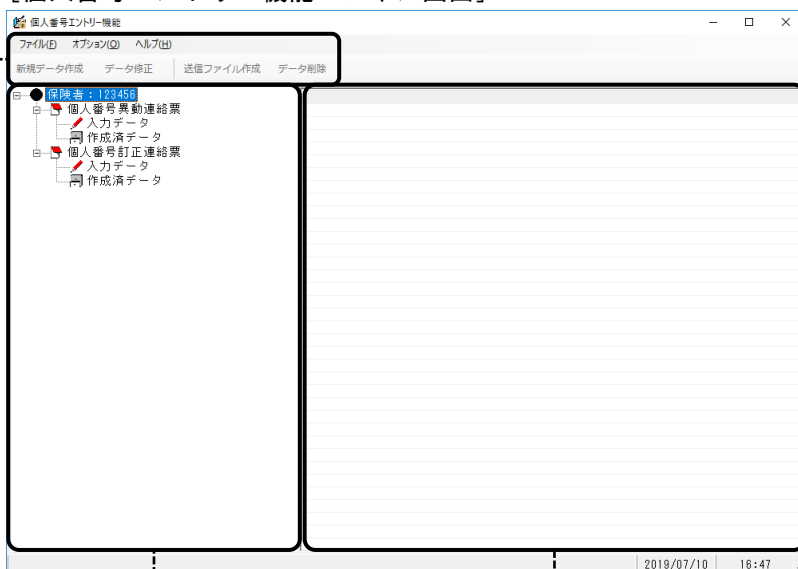 個人番号エントリー機能
ファイル(F) オプション(O) ヘルプ(H)
新規データ作成 データ修正 送信ファイル作成 データ削除
保険者：123456
個人番号異動連絡票
入力データ
作成済データ
個人番号訂正連絡票
入力データ
作成済データ
2019/07/10 16:47